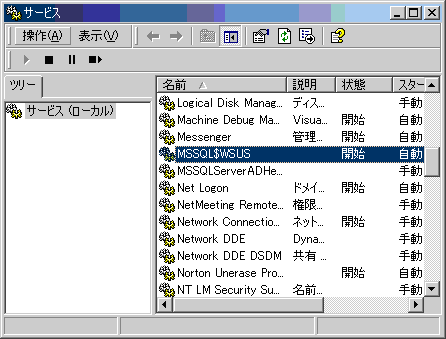 サービス
操作(A) 表示(V)
ツリー
サービス (ローカル)
名前 説明 状態 スター
Logical Disk Manag... ディス... 手動
Machine Debug Ma... Visua... 開始 自動
Messenger 管理... 開始 自動
MSSQL$WSUS 開始 自動
MSSQLServerADHe... 手動
Net Logon ドメイ... 開始 自動
NetMeeting Remote... 権限... 手動
Network Connectio... ネット... 開始 手動
Network DDE Dyna... 手動
Network DDE DSDM 共有 ... 手動
Norton Unerase Pro... 開始 自動
NT LM Security Su... 名前... 手動